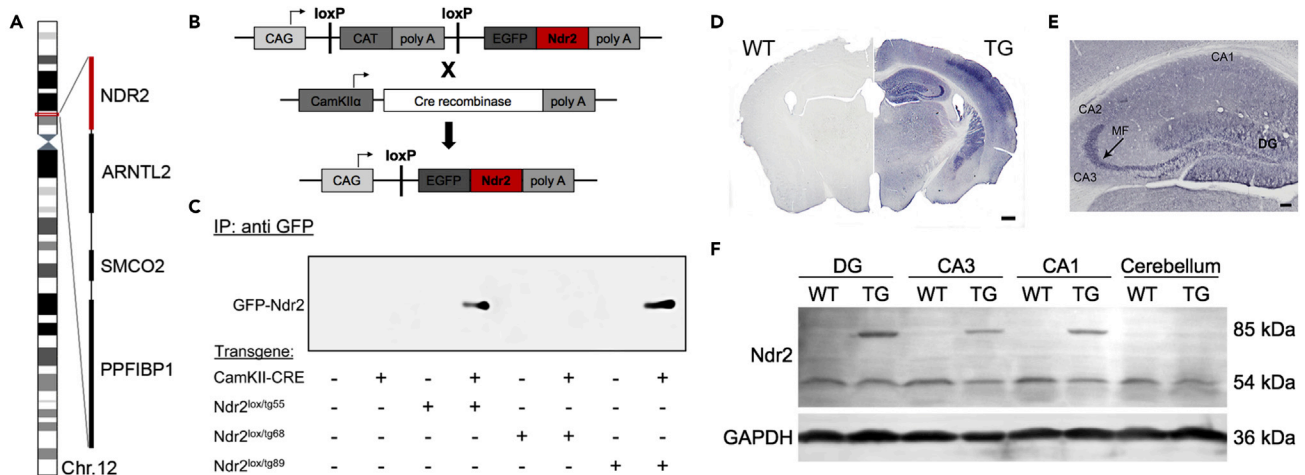 A
NDR2
ARNTL2
SMCO2
PPFIBP1
Chr.12
B
loxP loxP
CAG CAT poly A EGFP Ndr2 poly A
X
CamKIIα Cre recombinase poly A
loxP
CAG EGFP Ndr2 poly A
C
IP: anti GFP
GFP-Ndr2
Transgene:
CamKII-CRE - + - + - + - +
Ndr2lox/tg55 - - + + - - - -
Ndr2lox/tg68 - - - - + + - -
Ndr2lox/tg89 - - - - - - + +
D
WT TG
E
CA1
CA2
MF
DG
CA3
F
DG CA3 CA1 Cerebellum
WT TG WT TG WT TG WT TG
Ndr2
85 kDa
54 kDa
GAPDH 36 kDa